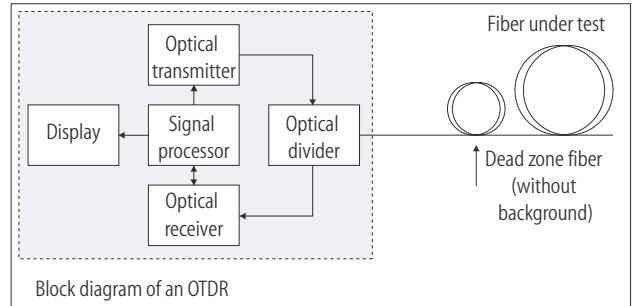 Optical
transmitter
Fiber under test
Display
Signal
processor
Optical
divider
Dead zone fiber
(without
background)
Optical
receiver
Block diagram of an OTDR